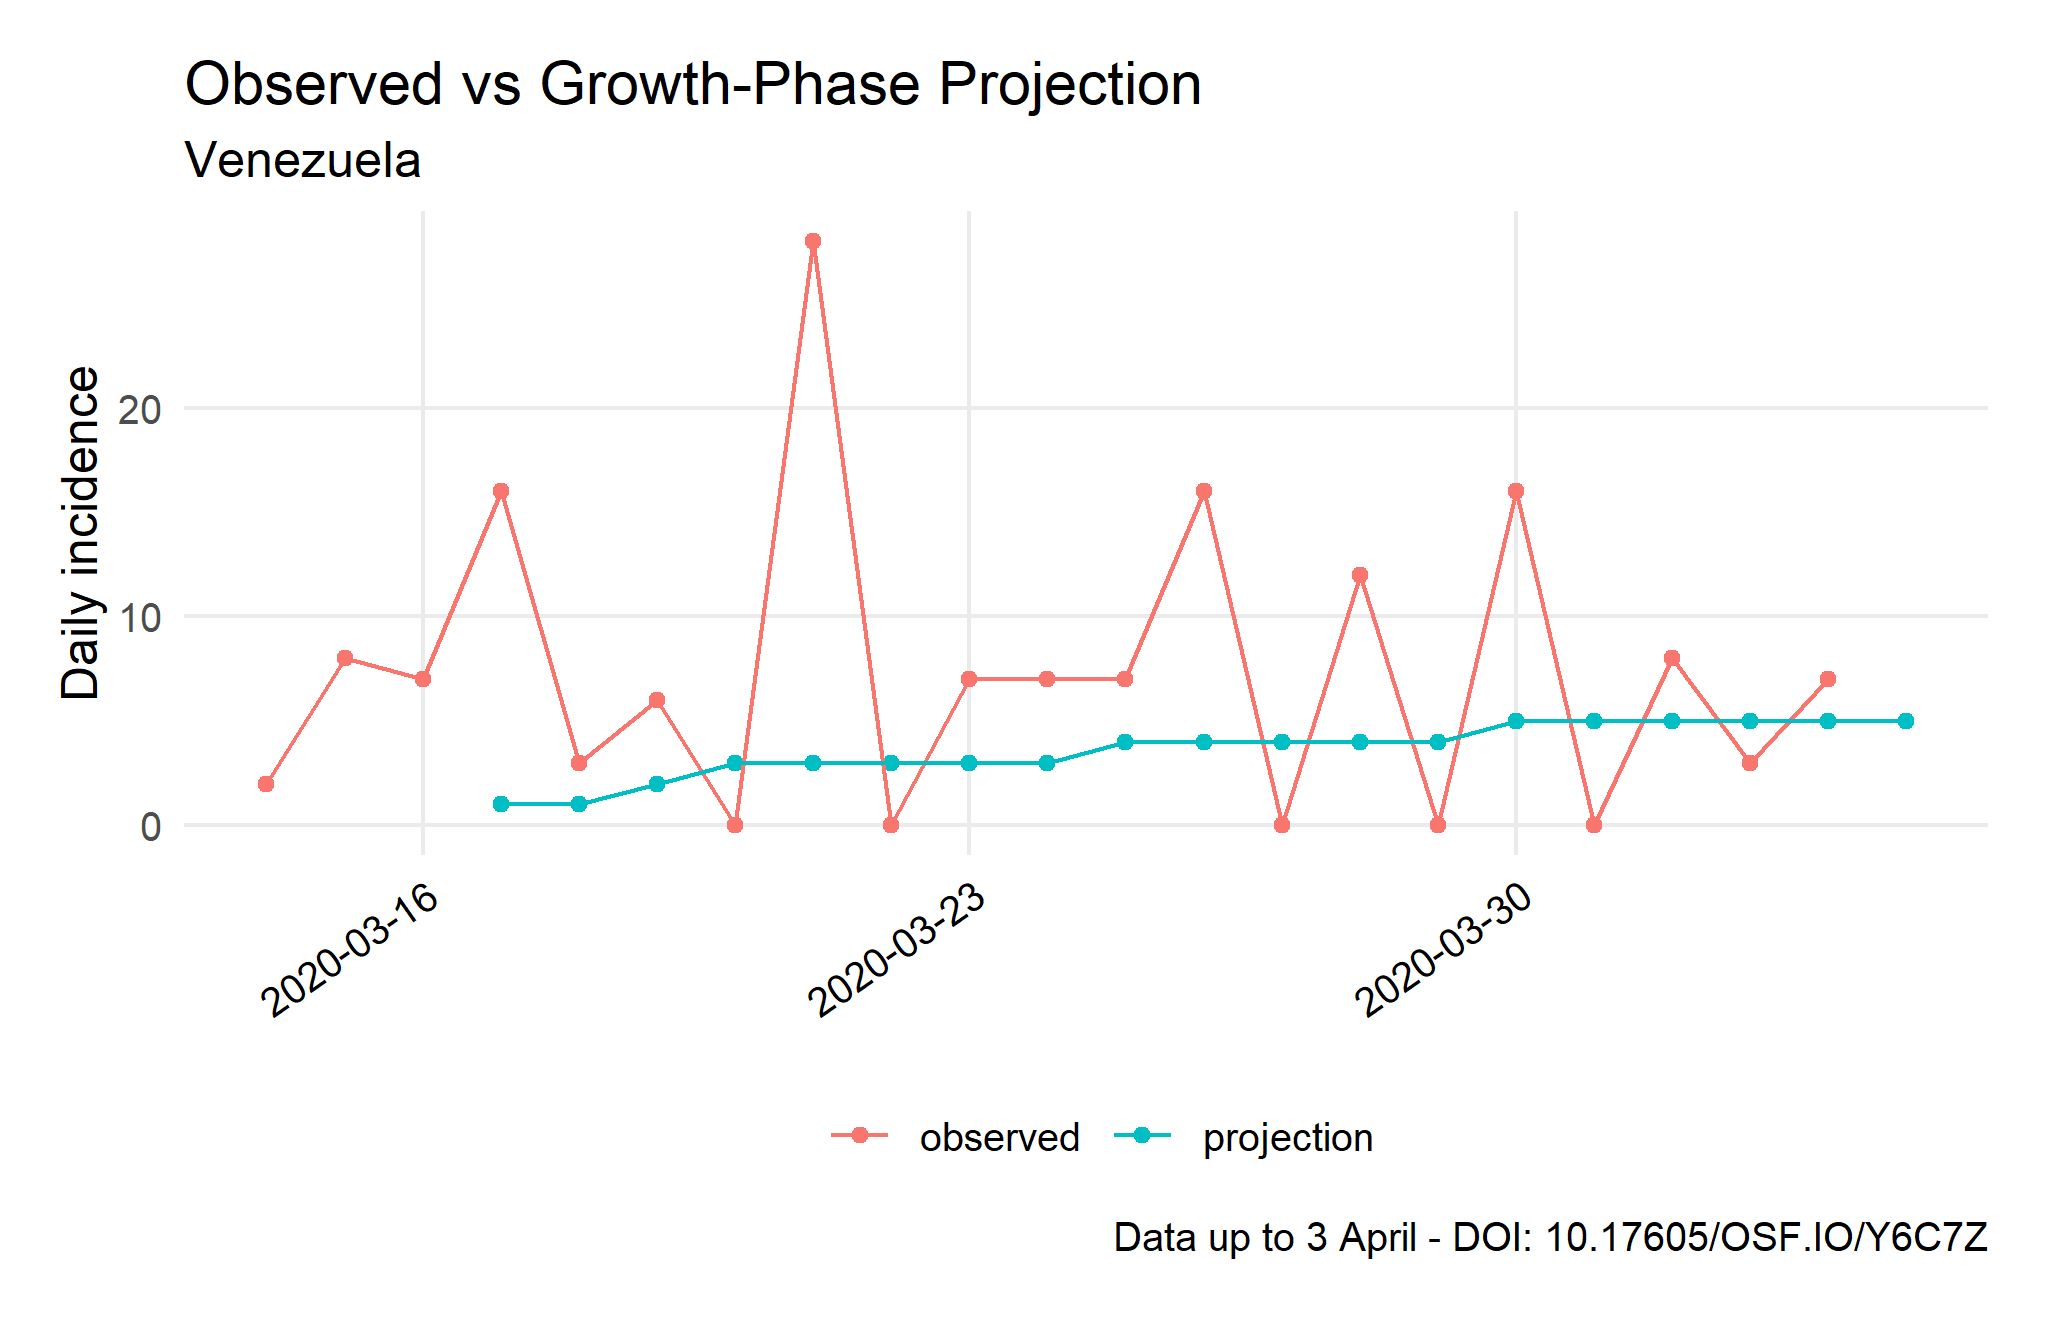 Observed vs Growth-Phase Projection
Venezuela
Daily incidence
20
10
0
2020-03-16
2020-03-23
2020-03-30
observed
projection
Data up to 3 April - DOI: 10.17605/OSF.IO/Y6C7Z